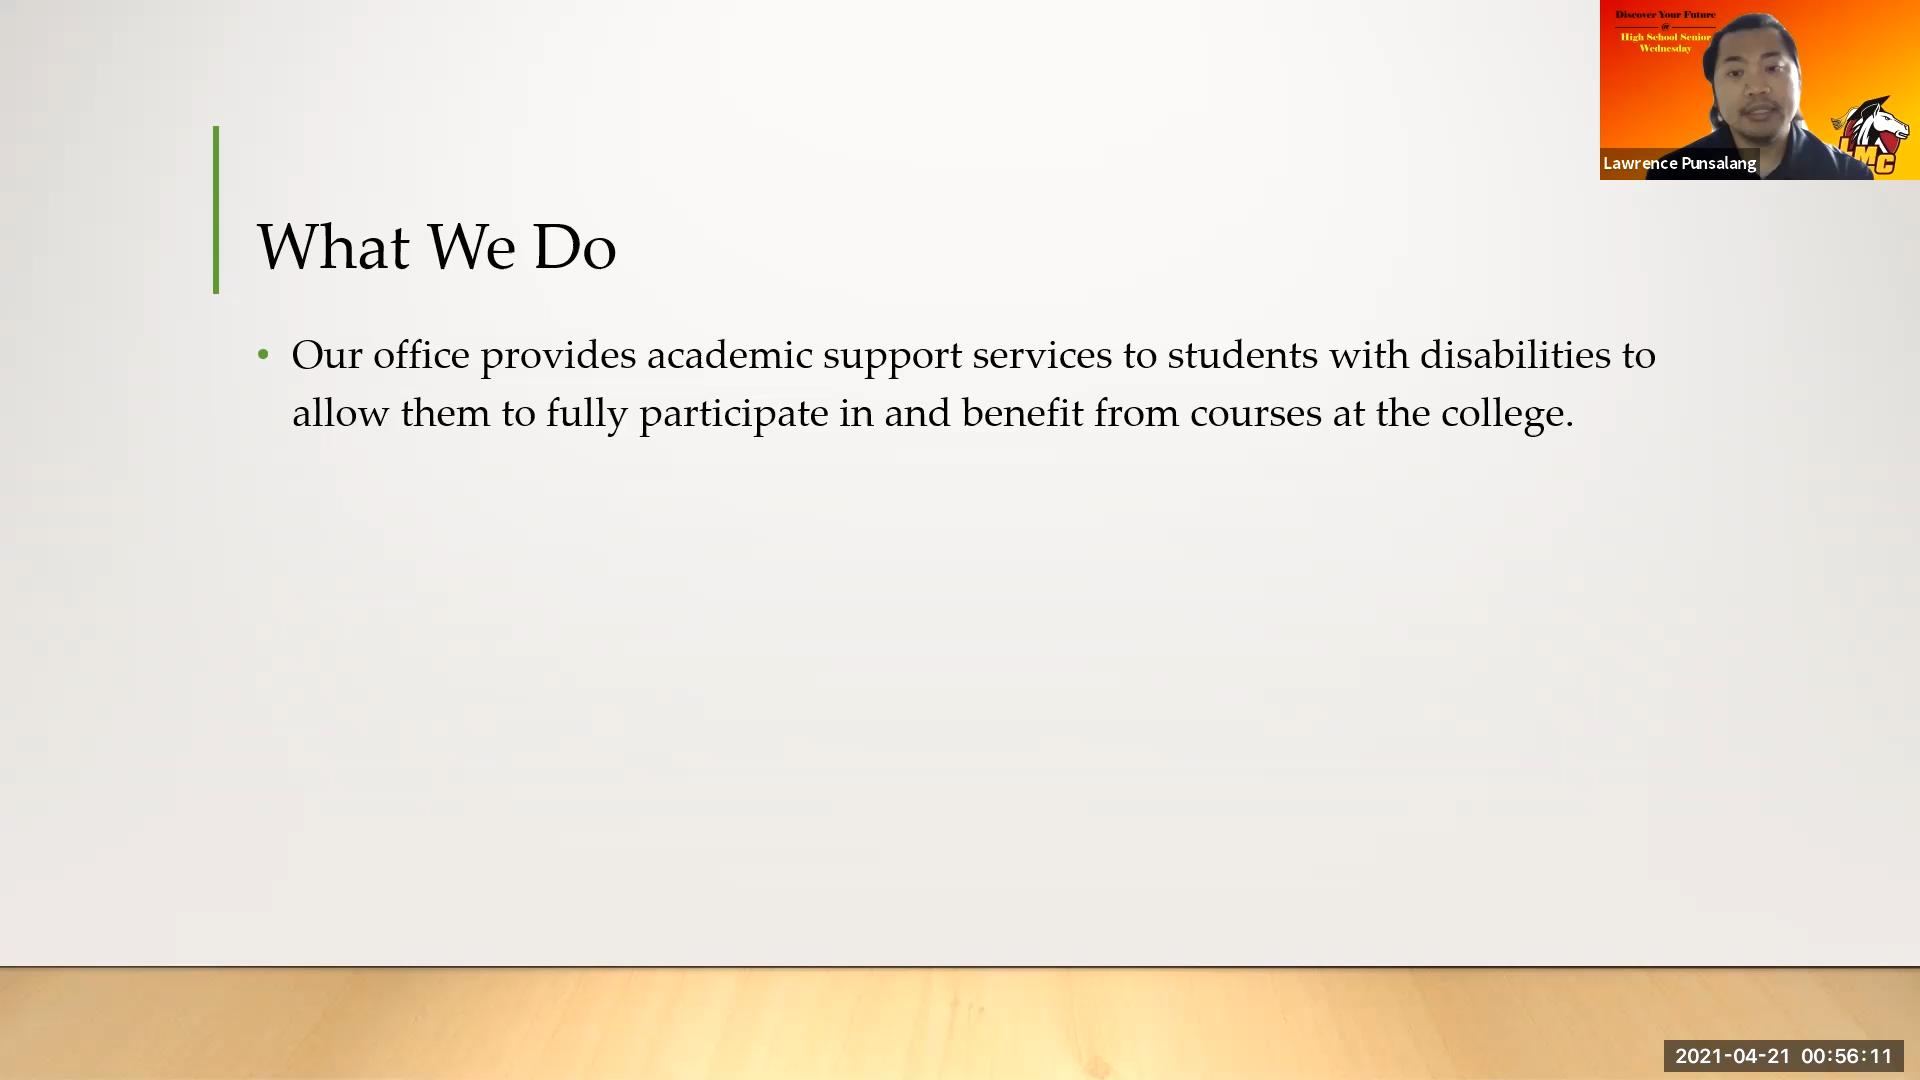 Discover Your Future
@
High School Senior
Wednesday
LMC
Lawrence Punsalang
What We Do
• Our office provides academic support services to students with disabilities to
allow them to fully participate in and benefit from courses at the college.
2021-04-21 00:56:11